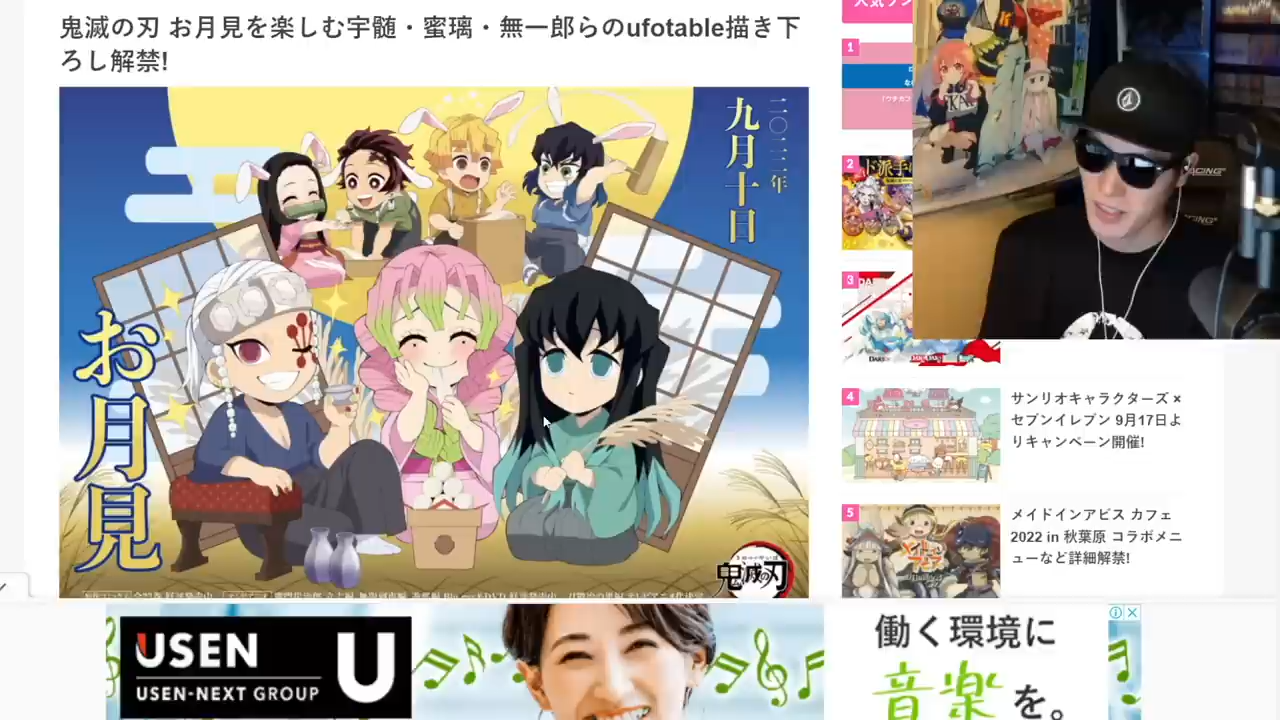 鬼滅の刃 お月見を楽しむ宇髄・蜜璃・無一郎らのufotable描き下
ろし解禁!
二〇二二年
九月十日
お月見
鬼滅の刃
1
2
3
4
サンリオキャラクターズ ×
セブンイレブン 9月17日よ
りキャンペーン開催!
5
メイドインアビス カフェ
2022 in 秋葉原 コラボメニ
ューなど詳細解禁!
USEN
USEN-NEXT GROUP
U
働く環境に
音楽を。